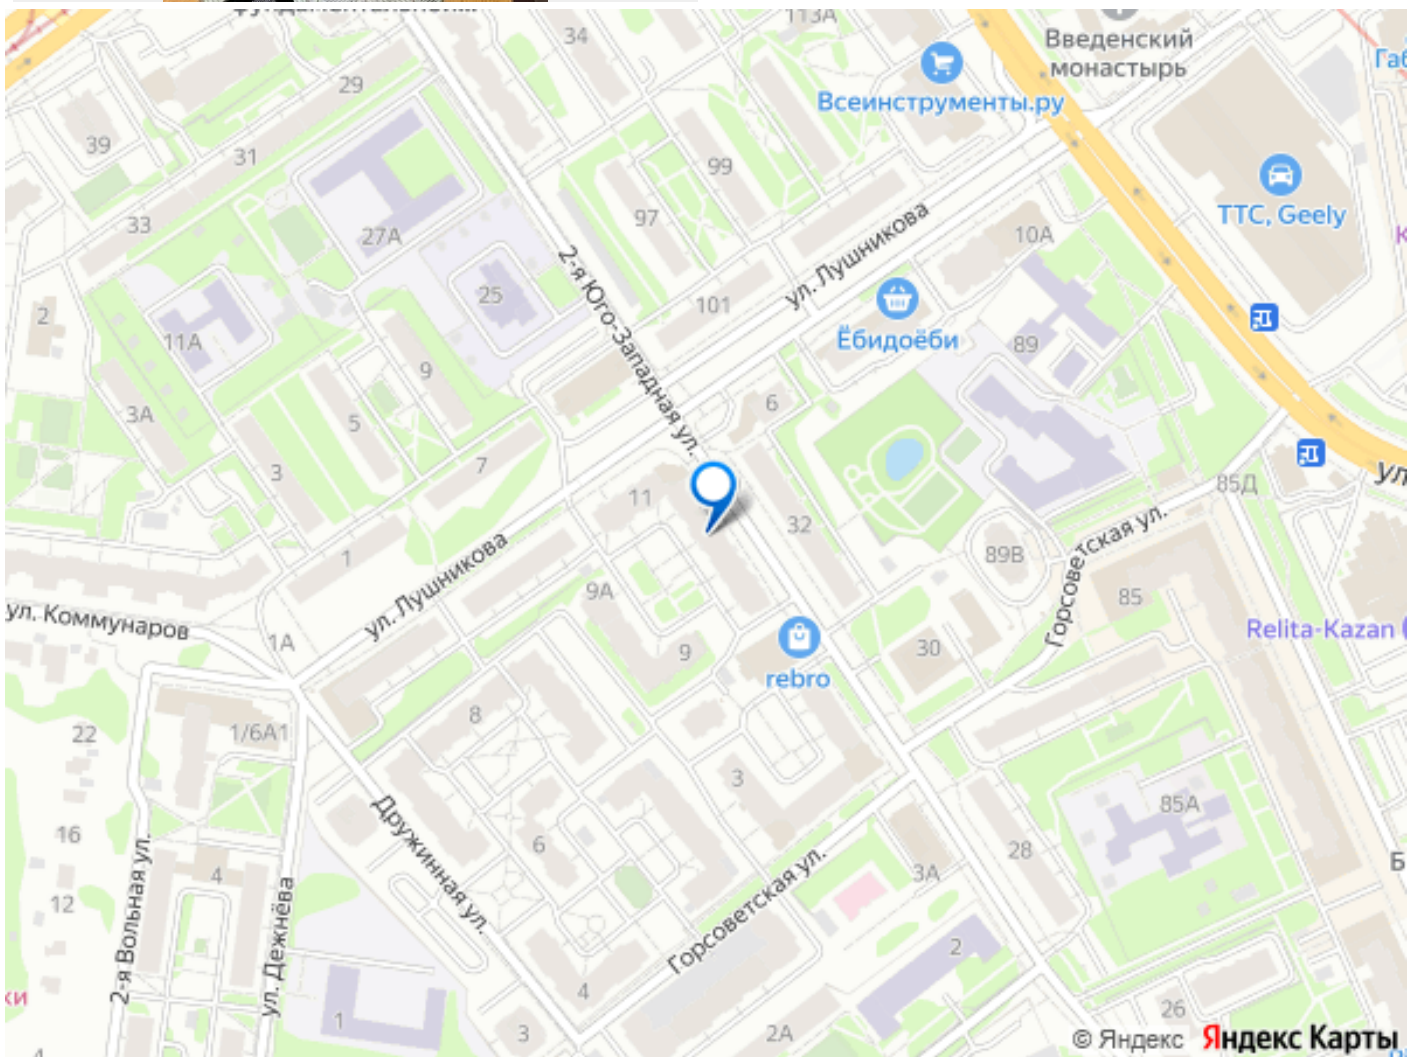 113А
34
Введенский
монастырь
Всеинструменты.ру
29
39
31
99
ТТС, Geely
97
33
27А
ул. Лушникова
10А
2-я Юго-Западная ул.
25
101
2
11А
Ёбидоёби
89
9
3А
5
6
7
3
11
85Д
32
ул. Лушникова
1
89В
Горсоветская ул.
9А
85
ул. Коммунаров
1А
Relita-Kazan
rebro
9
30
8
22
1/6А1
3
85А
16
Дружинная ул.
6
28
4
3А
12
2-я Вольная ул.
ул. Дежнёва
Горсоветская ул.
2
4
26
1
3
2А
© Яндекс Яндекс Карты